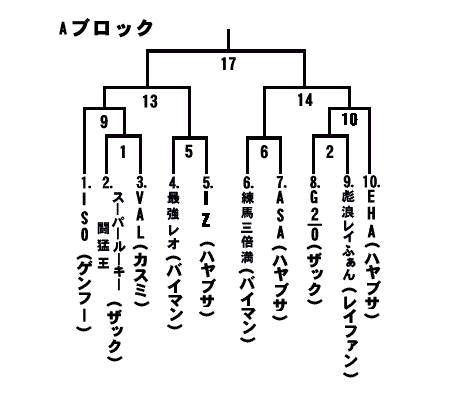 Aブロック
17
13
14
9
10
1
5
6
2
1.ISO(ゲンフー)
2.スーパールーキー闘猛王(ザック)
3.VAL(カスミ)
4.最強レオ(バイマン)
5.IZ(ハヤブサ)
6.練馬三倍満(バイマン)
7.ASA(ハヤブサ)
8.G2/0(ザック)
9.彪浪レイふぁん(レイファン)
10.EHA(ハヤブサ)